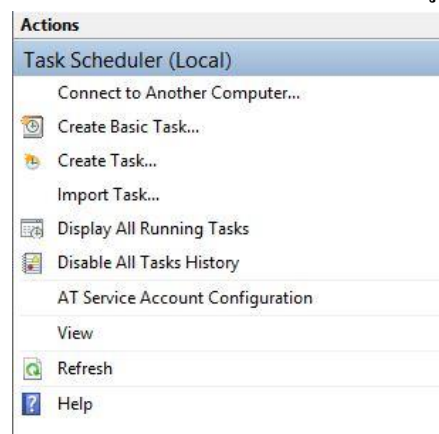 Actions
Task Scheduler (Local)
Connect to Another Computer...
Create Basic Task...
Create Task...
Import Task...
Display All Running Tasks
Disable All Tasks History
AT Service Account Configuration
View
Refresh
Help